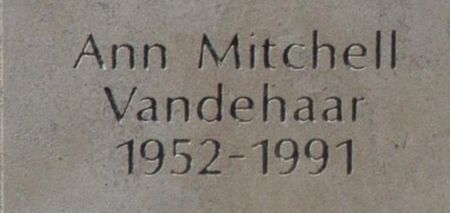 Ann Mitchell
Vandehaar
1952-1991